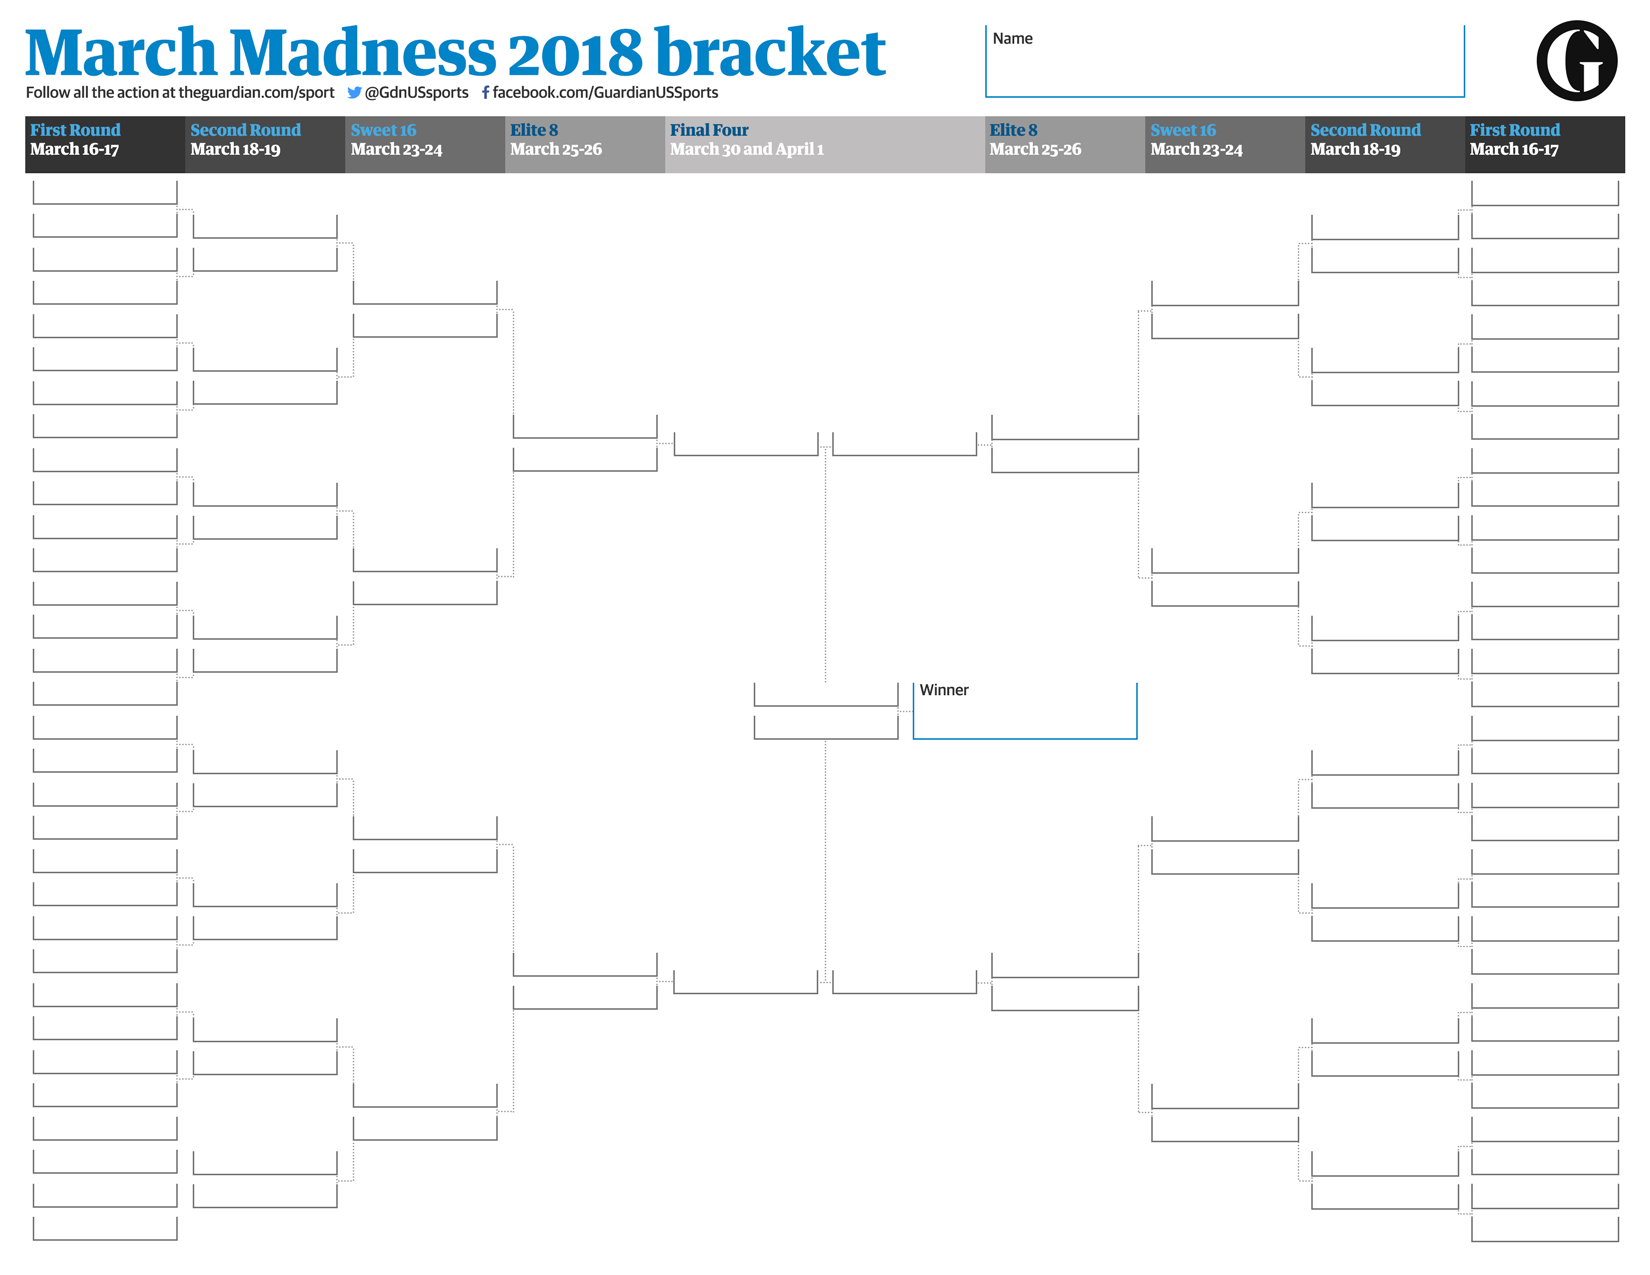 March Madness 2018 bracket
Follow all the action at theguardian.com/sport @GdnUSsports facebook.com/GuardianUSSports
Name
G
First Round
March 16-17
Second Round
March 18-19
Sweet 16
March 23-24
Elite 8
March 25-26
Final Four
March 30 and April 1
Elite 8
March 25-26
Sweet 16
March 23-24
Second Round
March 18-19
First Round
March 16-17
Winner